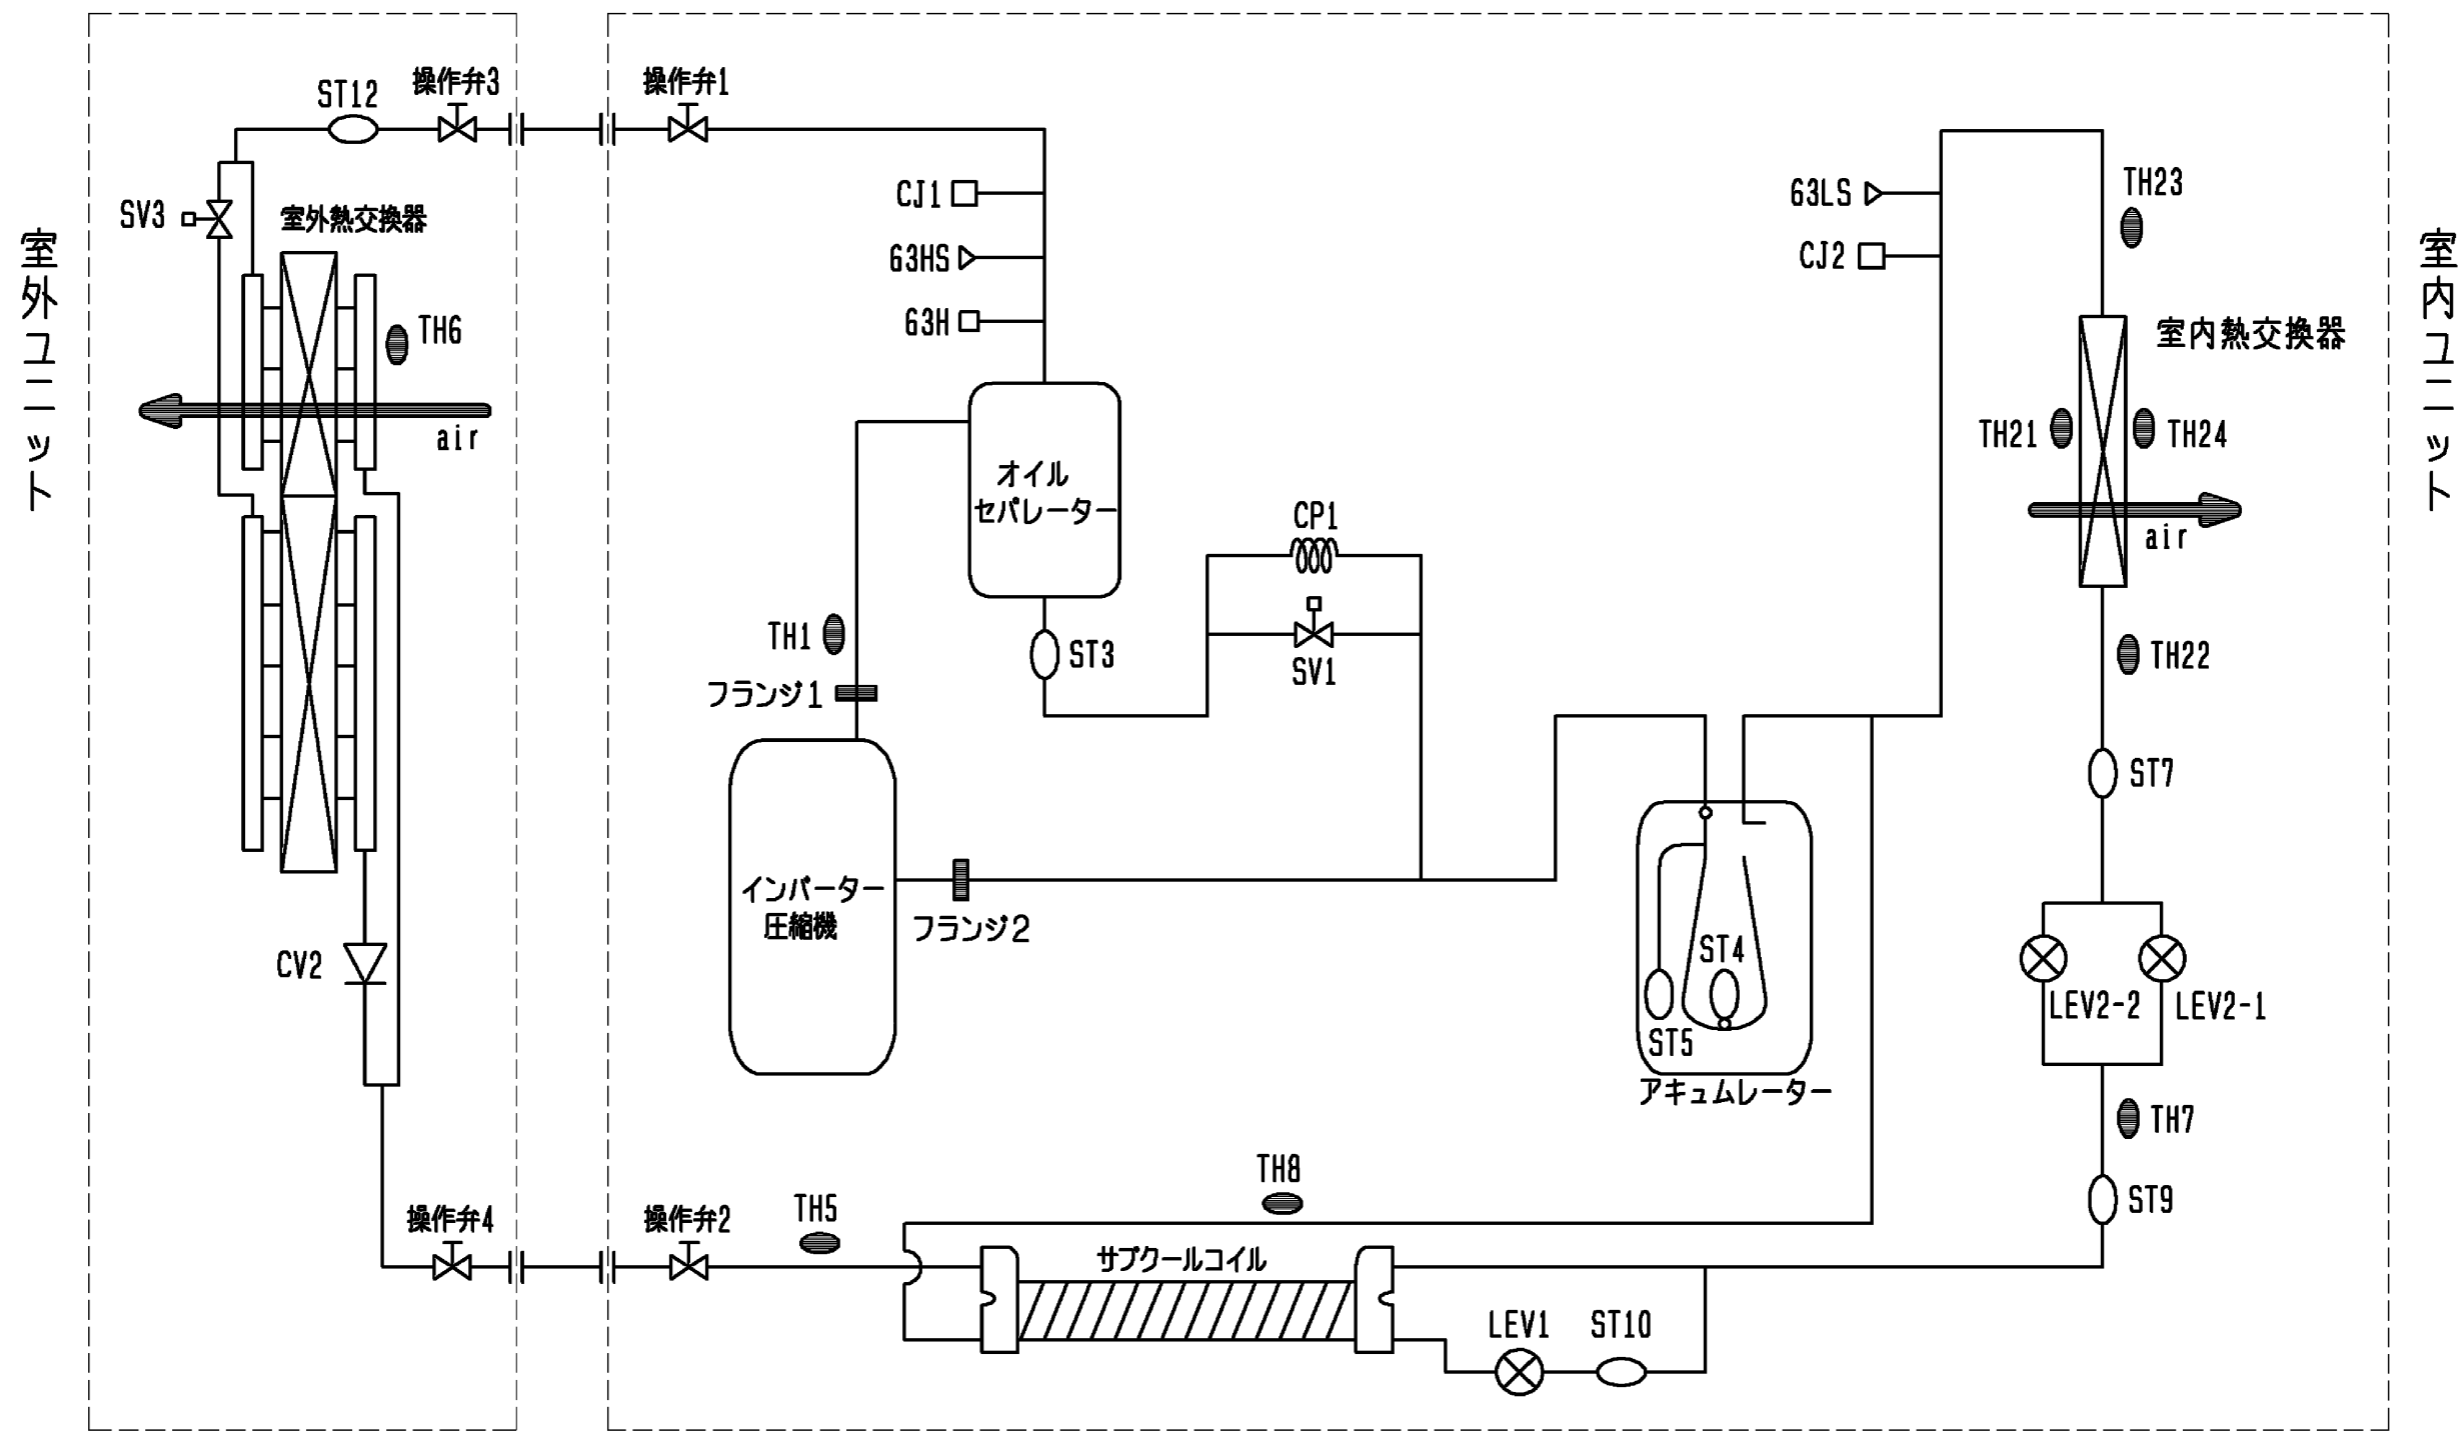 室外ユニット
ST12
操作弁3
操作弁1
SV3
室外熱交換器
TH6
air
CJ1
63HS
63H
63LS
CJ2
TH23
室内熱交換器
TH21
TH24
air
室内ユニット
オイル
セパレーター
CP1
SV1
TH1
ST3
フランジ1
TH22
ST7
インバーター
圧縮機
フランジ2
CV2
ST4
ST5
アキュムレーター
LEV2-2
LEV2-1
TH7
ST9
操作弁4
操作弁2
TH5
TH8
サブクールコイル
LEV1
ST10